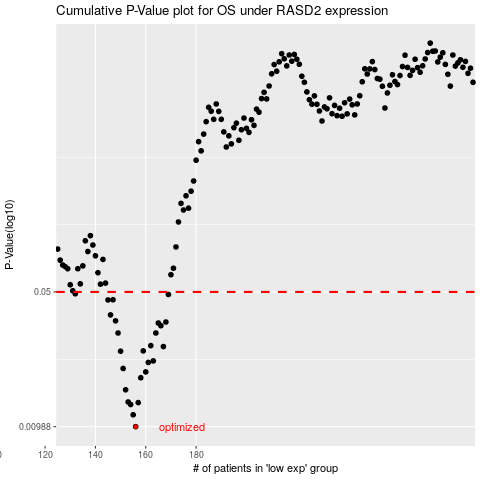 Cumulative P-Value plot for OS under RASD2 expression
P-Value(log10)
0.05
0.00988
optimized
0 120 140 160 180
# of patients in 'low exp' group